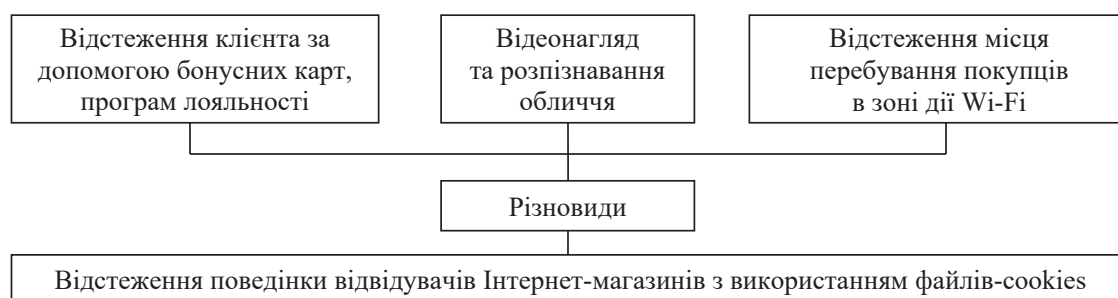 Відстеження клієнта за
допомогою бонусних карт,
програм лояльності
Відеонагляд
та розпізнавання
обличчя
Відстеження місця
перебування покупців
в зоні дії Wi-Fi
Різновиди
Відстеження поведінки відвідувачів Інтернет-магазинів з використанням файлів-cookies